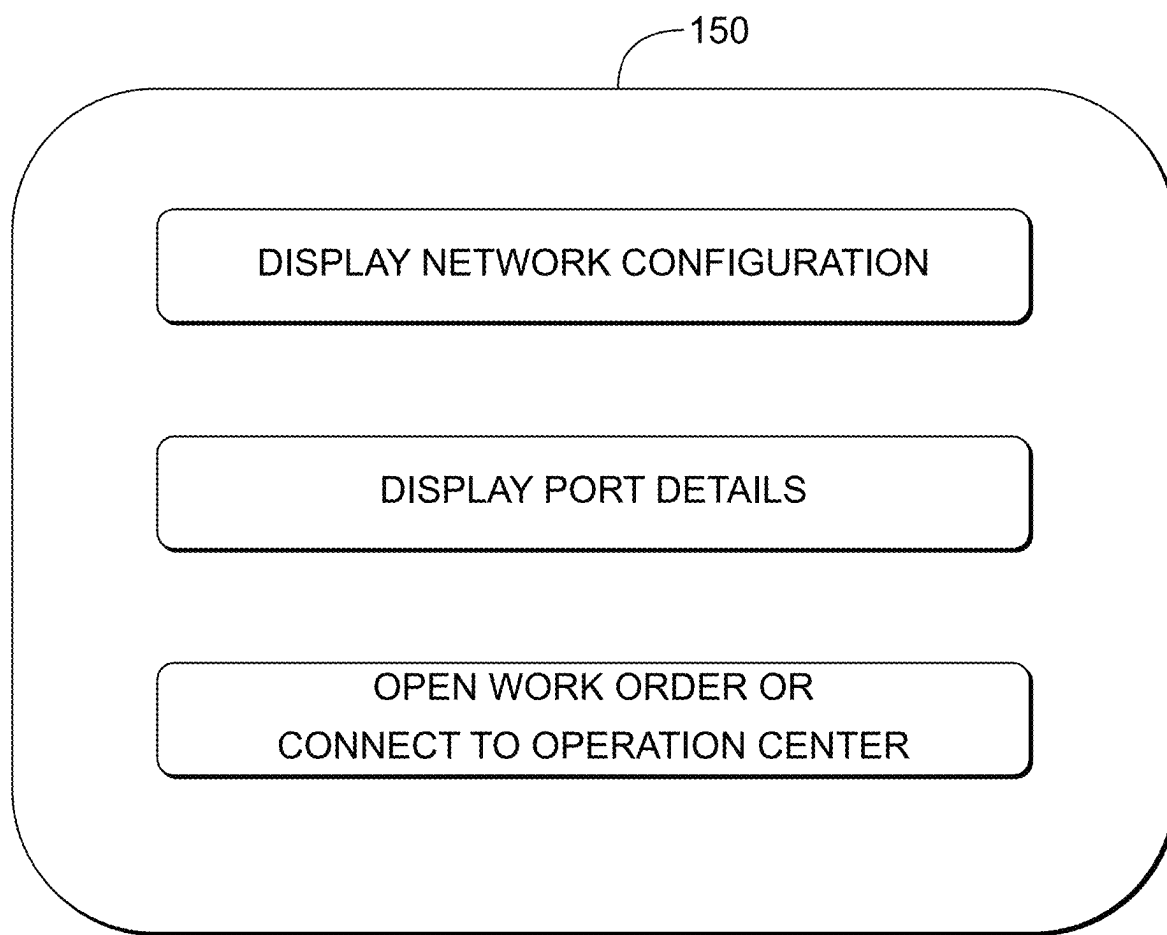 150
DISPLAY NETWORK CONFIGURATION
DISPLAY PORT DETAILS
OPEN WORK ORDER OR
CONNECT TO OPERATION CENTER